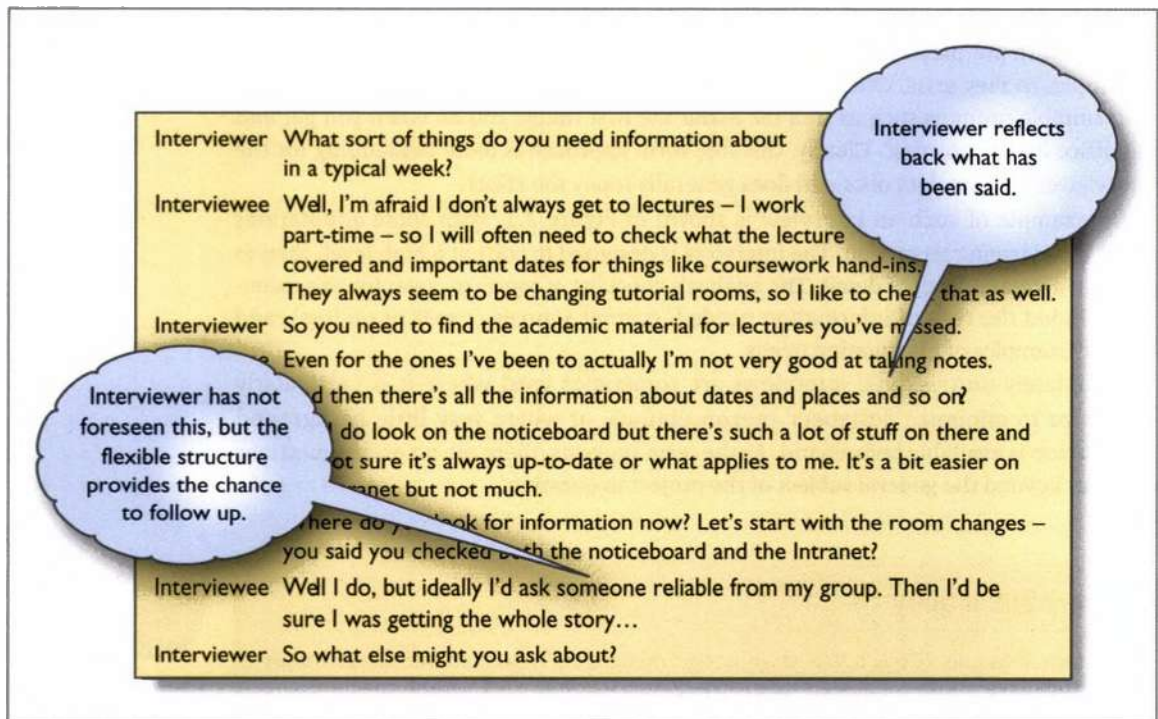 Interviewer What sort of things do you need information about
in a typical week?
Interviewee Well, I'm afraid I don't always get to lectures – I work
part-time – so I will often need to check what the lecture
covered and important dates for things like coursework hand-ins.
They always seem to be changing tutorial rooms, so I like to check that as well.
Interviewer So you need to find the academic material for lectures you've missed.
Even for the ones I've been to actually, I'm not very good at taking notes.
then there's all the information about dates and places and so on?
I do look on the noticeboard but there's such a lot of stuff on there and
sure it's always up-to-date or what applies to me. It's a bit easier on
but not much.
Where do you look for information now? Let's start with the room changes –
you said you checked both the noticeboard and the Intranet?
Interviewee Well I do, but ideally I'd ask someone reliable from my group. Then I'd be
sure I was getting the whole story…
Interviewer So what else might you ask about?
Interviewer reflects
back what has
been said.
Interviewer has not
foreseen this, but the
flexible structure
provides the chance
to follow up.